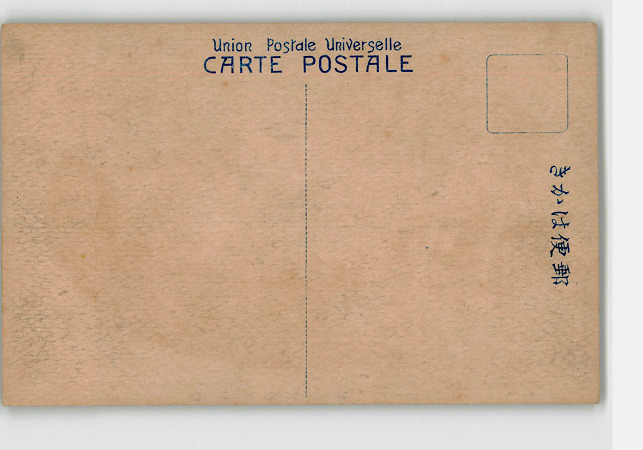 Union Postale Universelle
CARTE POSTALE
郵便はかき